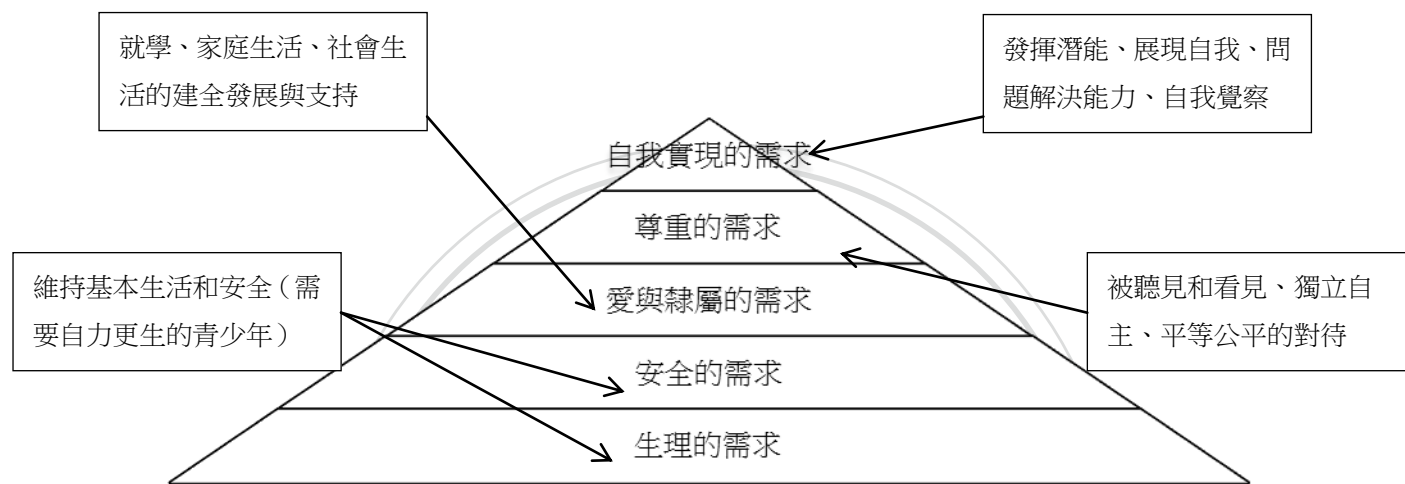 就學、家庭生活、社會生
活的建全發展與支持
發揮潛能、展現自我、問
題解決能力、自我覺察
自我實現的需求
尊重的需求
維持基本生活和安全（需
要自力更生的青少年）
愛與隸屬的需求
被聽見和看見、獨立自
主、平等公平的對待
安全的需求
生理的需求